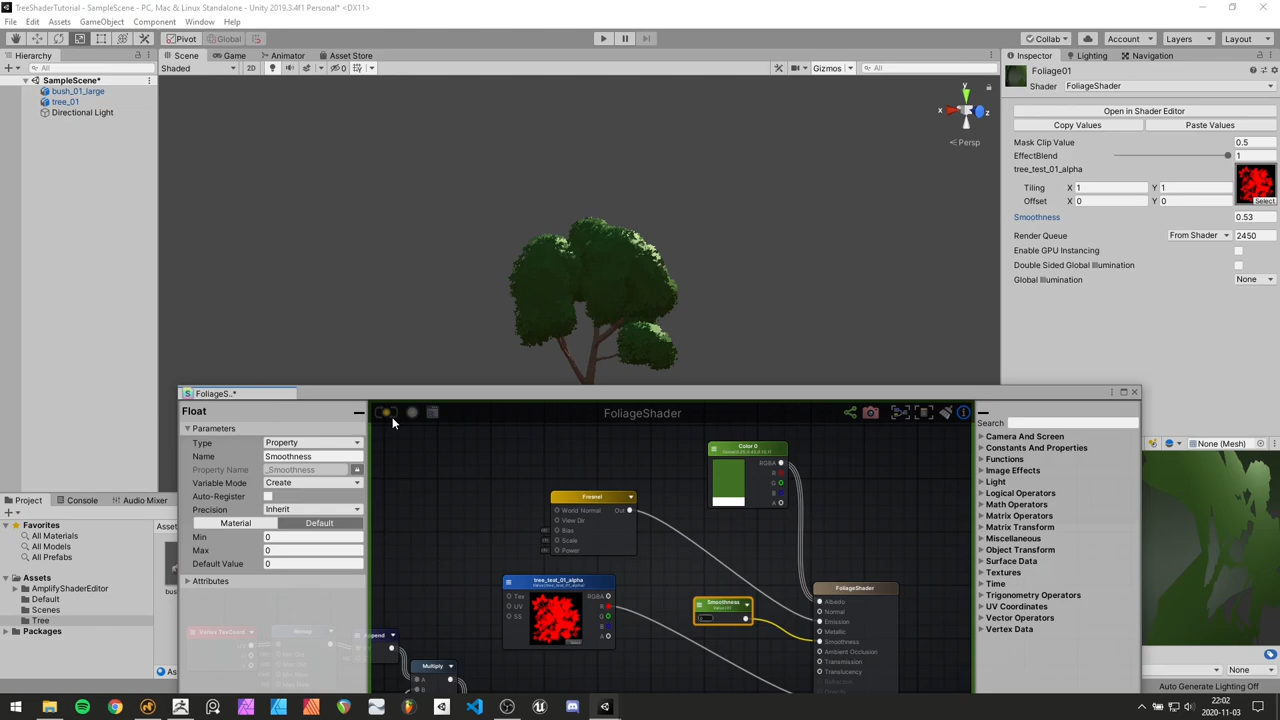 TreeShaderTutorial - SampleScene - PC, Mac & Linux Standalone - Unity 2019.3.4f1 Personal* <DX11>
File Edit Assets GameObject Component Window Help
Pivot Global Collab Account Layers Layout
Hierarchy Scene Game Animator Asset Store Inspector Lighting Navigation
All Shaded 2D 0 Gizmos All
SampleScene*
bush_01_large
tree_01
Directional Light
y
x
z
Persp
Foliage01
Shader FoliageShader
Open in Shader Editor
Copy Values Paste Values
Mask Clip Value 0.5
EffectBlend 1
tree_test_01_alpha
Tiling X 1 Y 1
Offset X 0 Y 0
Select
Smoothness 0.53
Render Queue From Shader 2450
Enable GPU Instancing
Double Sided Global Illumination
Global Illumination None
FoliageS..*
Float
FoliageShader
Parameters
Type Property
Name Smoothness
Property Name _Smoothness
Variable Mode Create
Auto-Register
Precision Inherit
Material Default
Min 0
Max 0
Default Value 0
Attributes
Color 0
RGBA
R
G
B
A
Fresnel
World Normal Out
View Dir
Bias
Scale
Power
tree_test_01_alpha
Tex RGBA
UV R
SS G
B
A
Smoothness
FoliageShader
Albedo
Normal
Emission
Metallic
Smoothness
Ambient Occlusion
Transmission
Translucency
Vertex TexCoord
Remap
Append
Multiply
A
B
Search
Camera And Screen
Constants And Properties
Functions
Image Effects
Light
Logical Operators
Math Operators
Matrix Operators
Matrix Transform
Miscellaneous
Object Transform
Surface Data
Textures
Time
Trigonometry Operators
UV Coordinates
Vector Operators
Vertex Data
None (Mesh)
None
Auto Generate Lighting Off
Project Console Audio Mixer
Favorites
All Materials
All Models
All Prefabs
Assets
AmplifyShaderEditor
Default
Scenes
Tree
Packages
22:02
2020-11-03